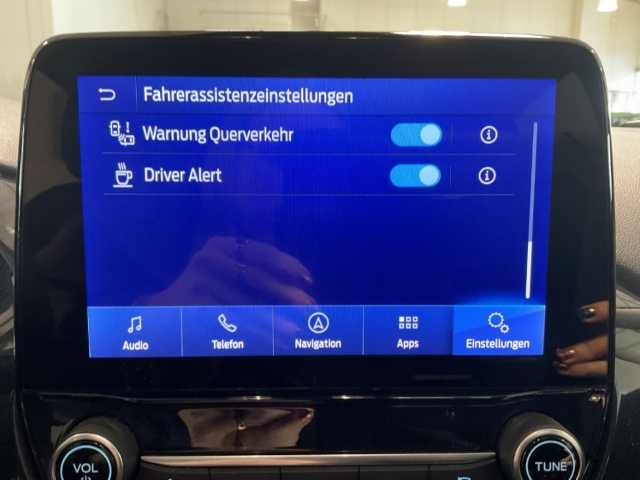 Fahrerassistenzeinstellungen
Warnung Querverkehr
Driver Alert
Audio Telefon Navigation Apps Einstellungen
VOL TUNE